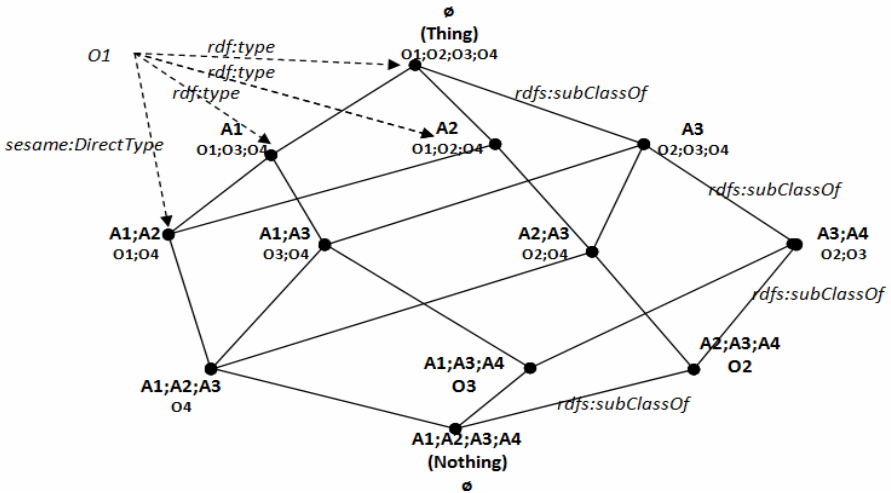 ø
(Thing)
O1;O2;O3;O4
O1
rdf:type
rdf:type
rdf:type
rdfs:subClassOf
A1
O1;O3;O4
A2
O1;O2;O4
A3
O2;O3;O4
sesame:DirectType
rdfs:subClassOf
A1;A2
O1;O4
A1;A3
O3;O4
A2;A3
O2;O4
A3;A4
O2;O3
rdfs:subClassOf
A1;A2;A3
O4
A1;A3;A4
O3
A2;A3;A4
O2
rdfs:subClassOf
A1;A2;A3;A4
(Nothing)
ø